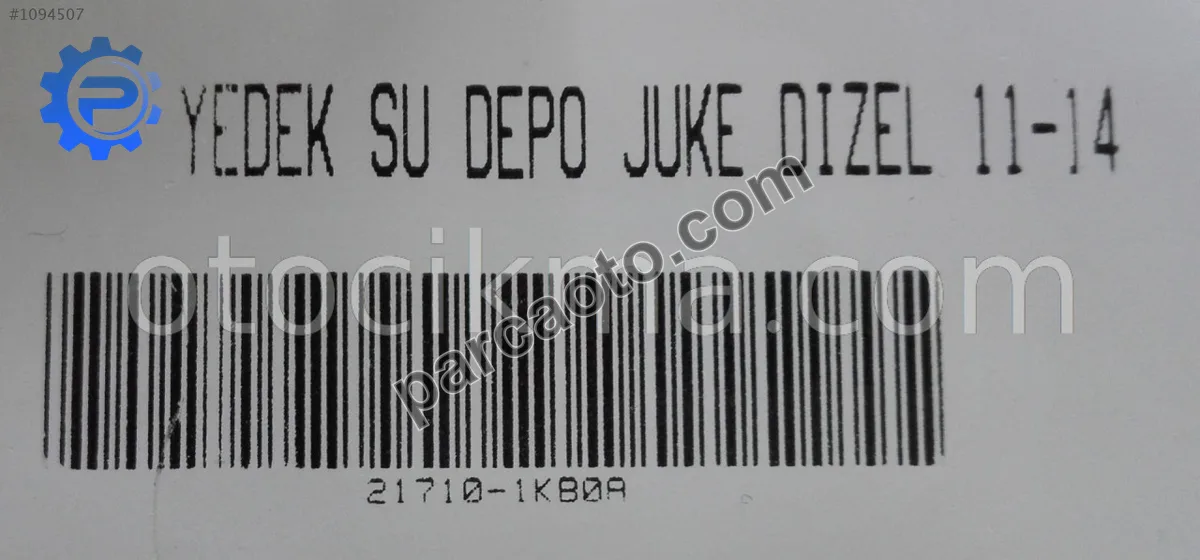 #1094507
YEDEK SU DEPO JUKE DIZEL 11-14
otocikma.com
parcaoto.com
21710-1KB0A